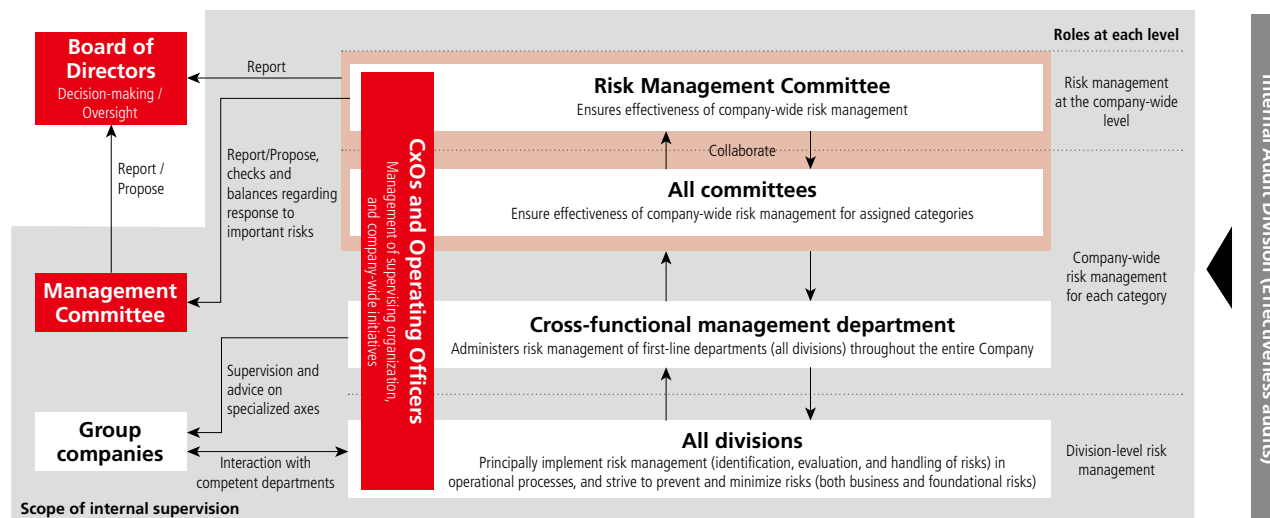 Roles at each level
Board of
Directors
Decision-making /
Oversight
Report
Risk Management Committee
Ensures effectiveness of company-wide risk management
Risk management
at the company-wide
level
Report /
Propose
Report/Propose,
checks and
balances regarding
response to
important risks
Collaborate
CxOs and Operating Officers
Management of supervising organization,
and company-wide initiatives
All committees
Ensure effectiveness of company-wide risk management for assigned categories
Company-wide
risk management
for each category
Management
Committee
Cross-functional management department
Administers risk management of first-line departments (all divisions) throughout the entire Company
Supervision and
advice on
specialized axes
Group
companies
Interaction with
competent departments
All divisions
Principally implement risk management (identification, evaluation, and handling of risks) in
operational processes, and strive to prevent and minimize risks (both business and foundational risks)
Division-level risk
management
Scope of internal supervision
Internal Audit Division (Effectiveness audits)